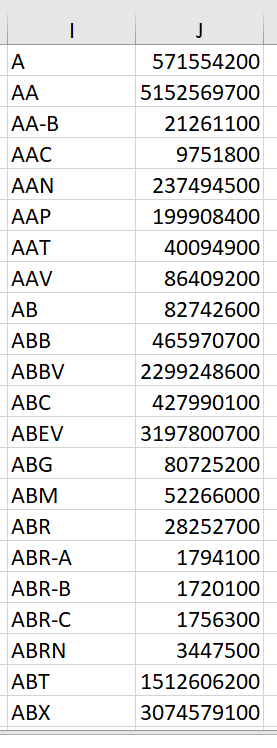 I J
A 571554200
AA 5152569700
AA-B 21261100
AAC 9751800
AAN 237494500
AAP 199908400
AAT 40094900
AAV 86409200
AB 82742600
ABB 465970700
ABBV 2299248600
ABC 427990100
ABEV 3197800700
ABG 80725200
ABM 52266000
ABR 28252700
ABR-A 1794100
ABR-B 1720100
ABR-C 1756300
ABRN 3447500
ABT 1512606200
ABX 3074579100